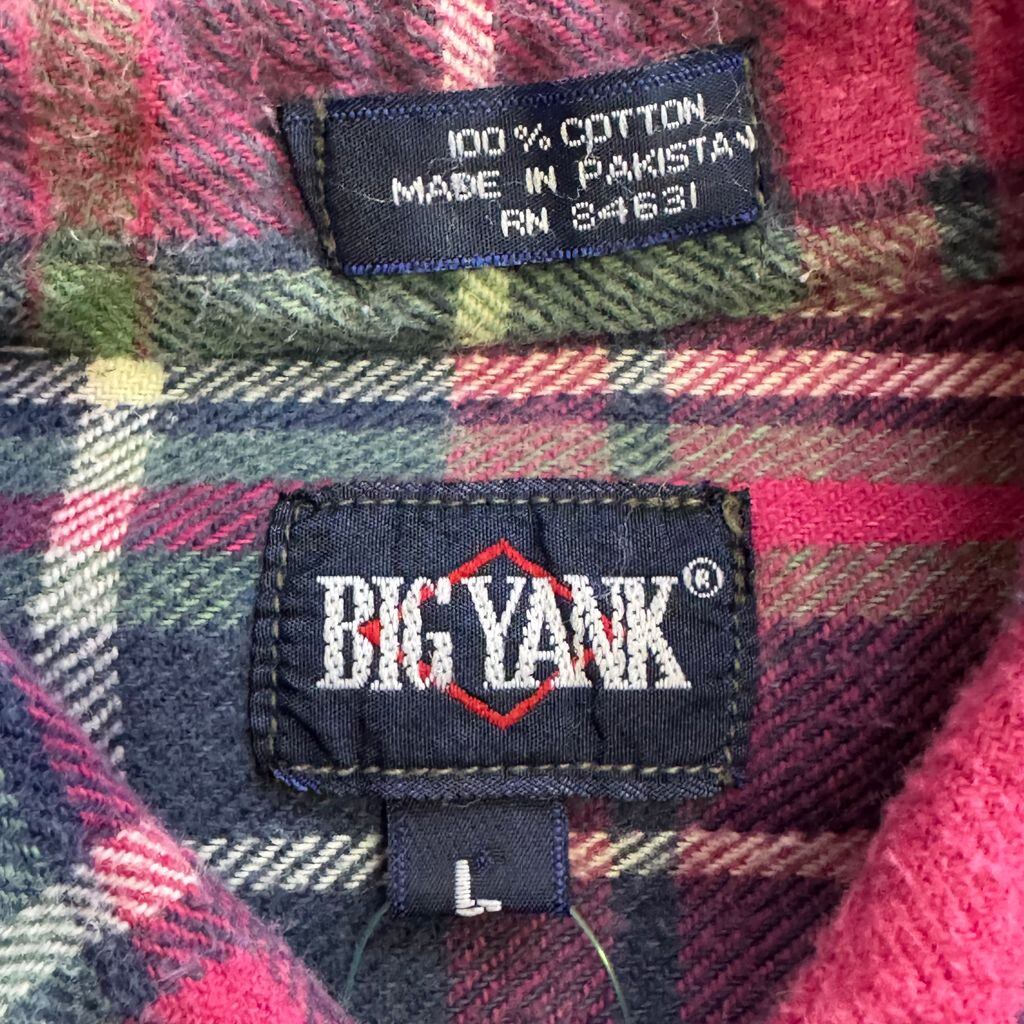 100% COTTON
MADE IN PAKISTAN
RN 84631
BIG YANK®
L